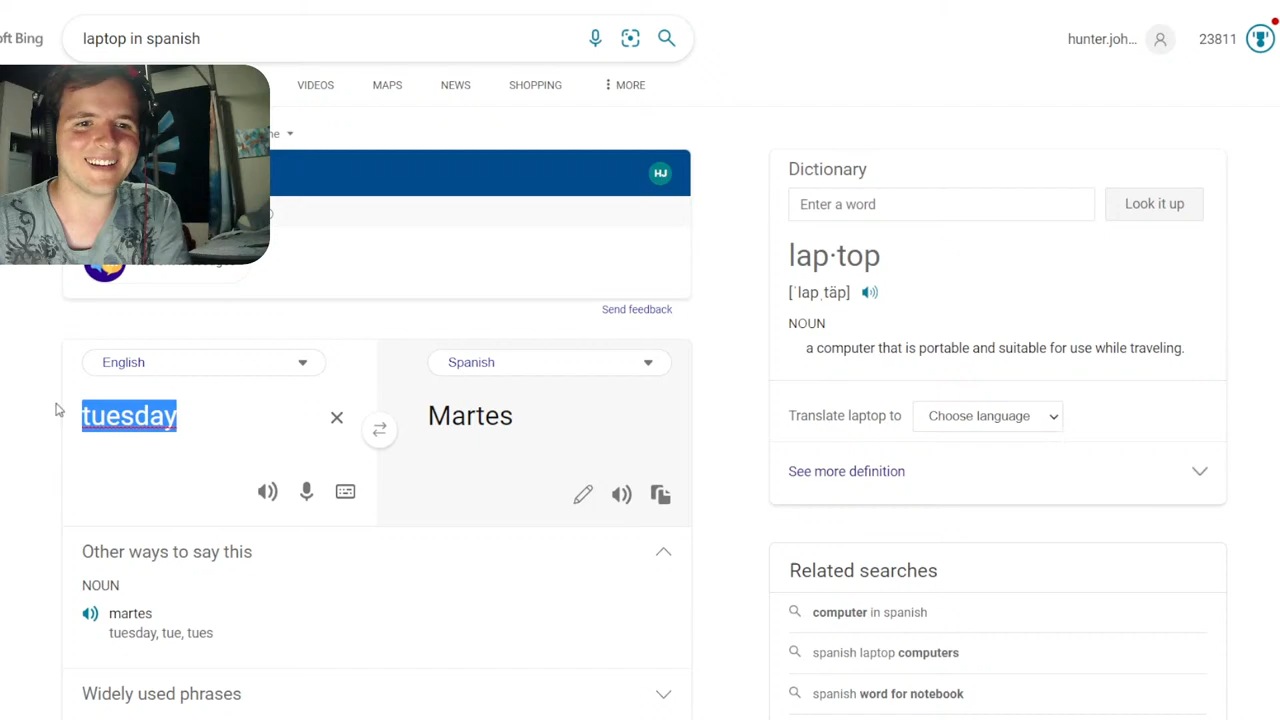 oft Bing
laptop in spanish
hunter.joh...
23811
VIDEOS
MAPS
NEWS
SHOPPING
MORE
HJ
Send feedback
English
Spanish
tuesday
Martes
Other ways to say this
NOUN
martes
tuesday, tue, tues
Widely used phrases
Dictionary
Enter a word
Look it up
lap·top
[ˈlapˌtäp]
NOUN
a computer that is portable and suitable for use while traveling.
Translate laptop to
Choose language
See more definition
Related searches
computer in spanish
spanish laptop computers
spanish word for notebook